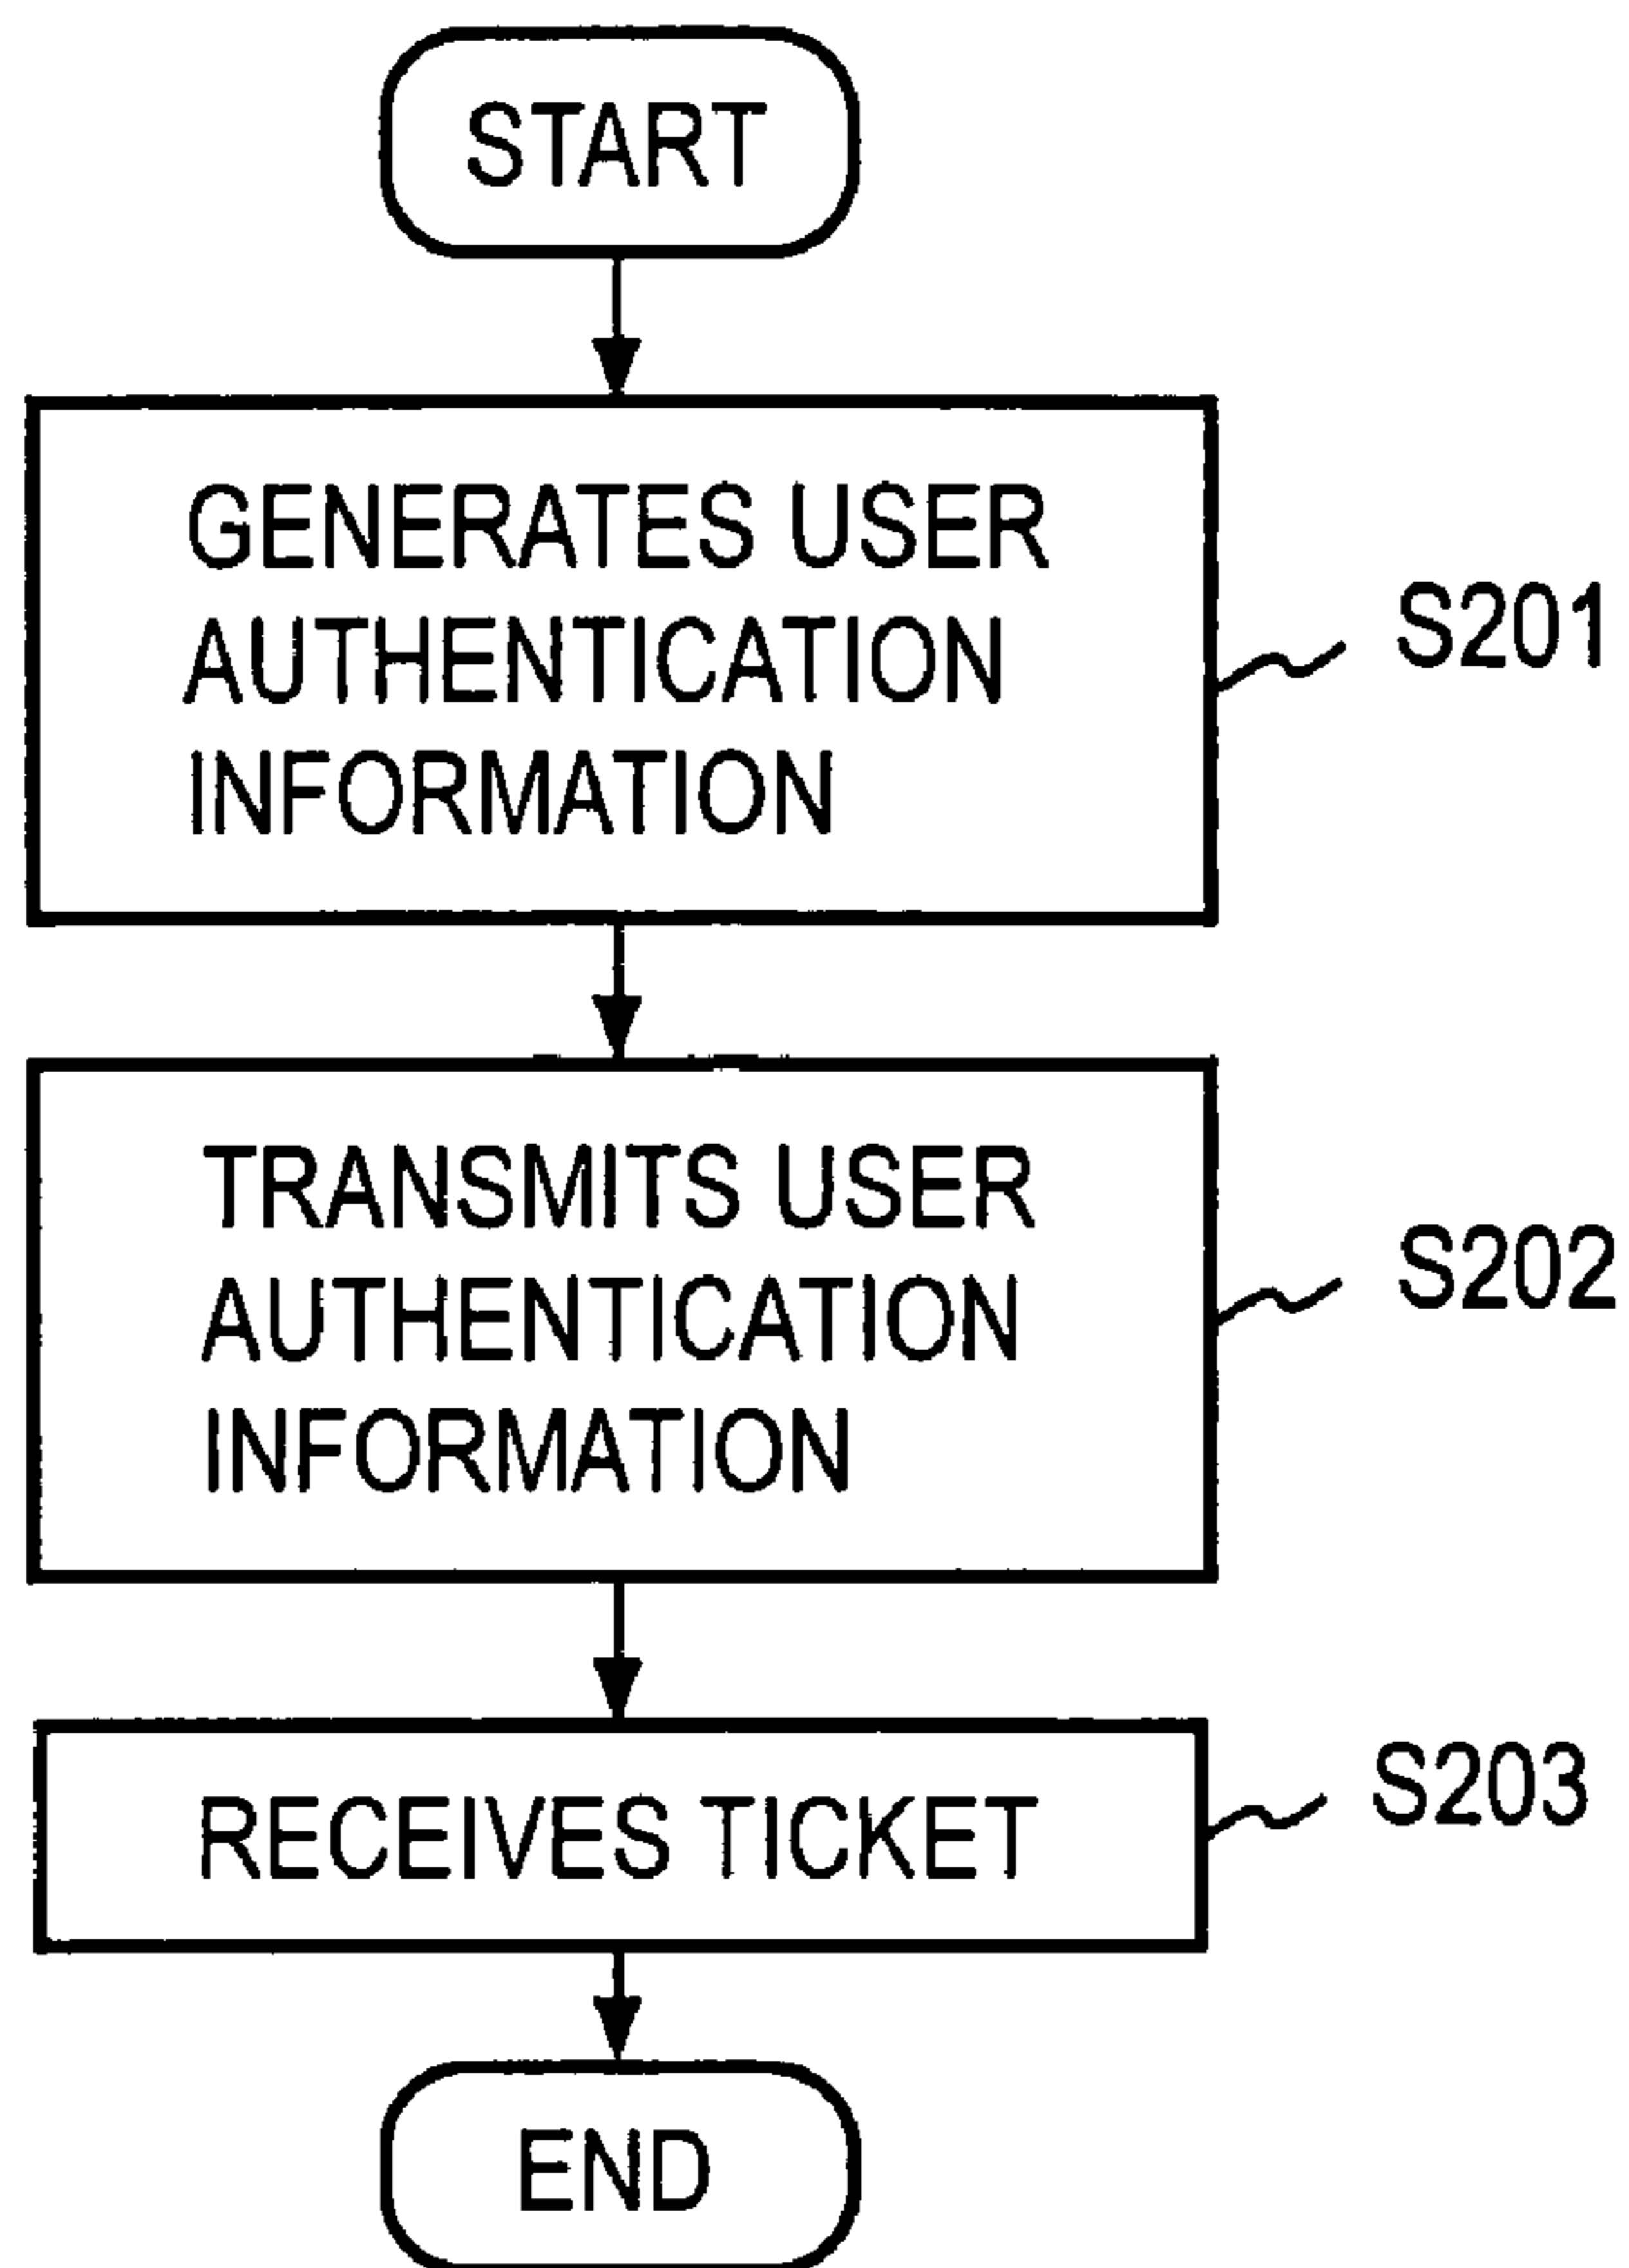 START
GENERATES USER
AUTHENTICATION
INFORMATION
S201
TRANSMITS USER
AUTHENTICATION
INFORMATION
S202
RECEIVES TICKET
S203
END